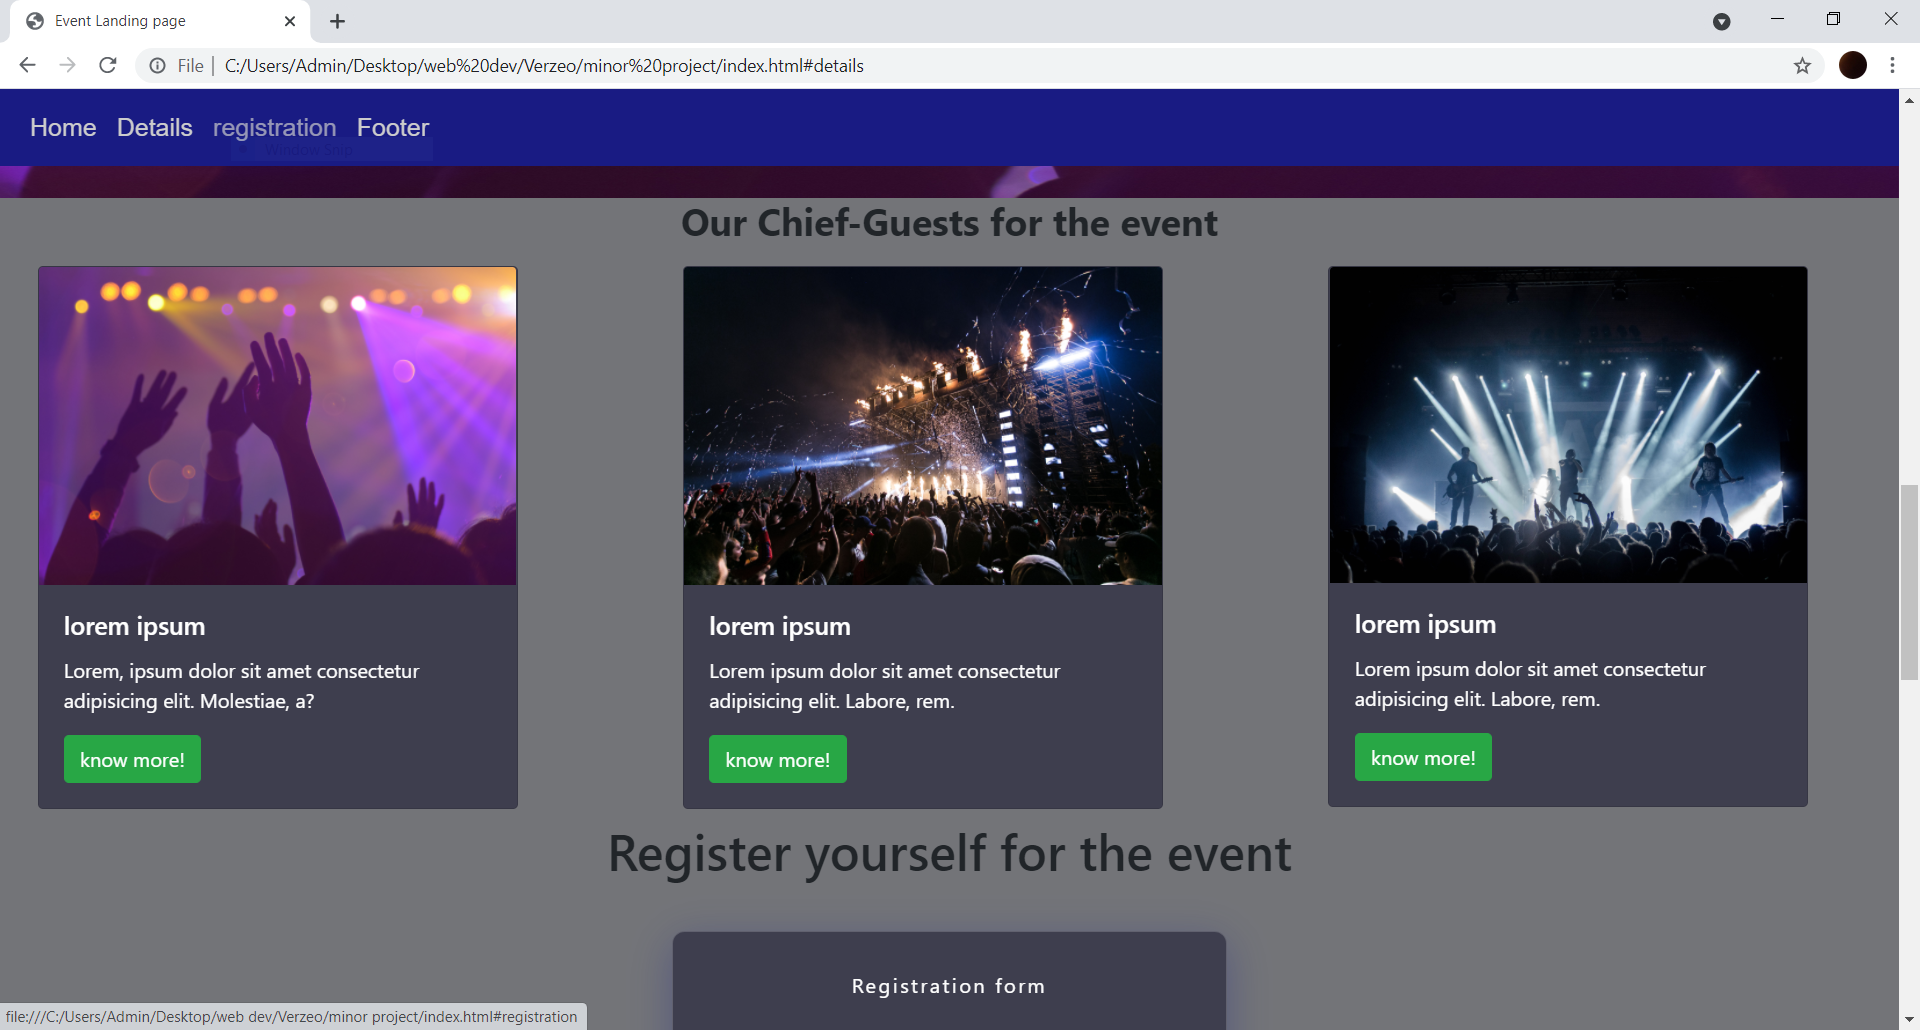 Event Landing page
File | C:/Users/Admin/Desktop/web%20dev/Verzeo/minor%20project/index.html#details
Home Details registration Footer
Window Snip
Our Chief-Guests for the event
lorem ipsum
Lorem, ipsum dolor sit amet consectetur
adipisicing elit. Molestiae, a?
know more!
lorem ipsum
Lorem ipsum dolor sit amet consectetur
adipisicing elit. Labore, rem.
know more!
lorem ipsum
Lorem ipsum dolor sit amet consectetur
adipisicing elit. Labore, rem.
know more!
Register yourself for the event
Registration form
file:///C:/Users/Admin/Desktop/web dev/Verzeo/minor project/index.html#registration